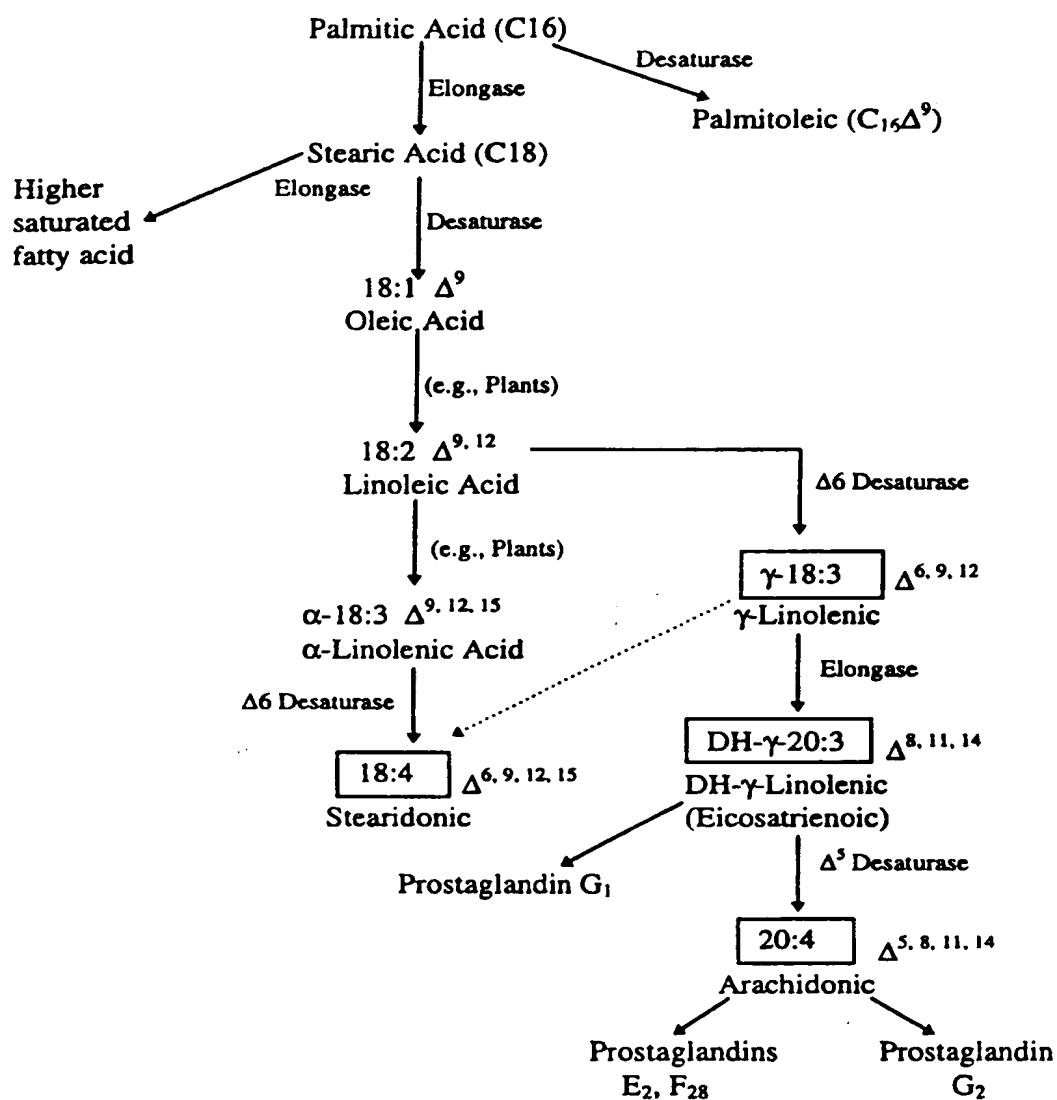 Palmitic Acid (C16)
Desaturase
Elongase
Palmitoleic (C₁₆Δ⁹)
Stearic Acid (C18)
Elongase
Higher
saturated
fatty acid
Desaturase
18:1 Δ⁹
Oleic Acid
(e.g., Plants)
18:2 Δ⁹, ¹²
Linoleic Acid
Δ6 Desaturase
(e.g., Plants)
γ-18:3 Δ⁶, ⁹, ¹²
γ-Linolenic
α-18:3 Δ⁹, ¹², ¹⁵
α-Linolenic Acid
Elongase
Δ6 Desaturase
DH-γ-20:3 Δ⁸, ¹¹, ¹⁴
DH-γ-Linolenic
(Eicosatrienoic)
18:4 Δ⁶, ⁹, ¹², ¹⁵
Stearidonic
Δ⁵ Desaturase
Prostaglandin G₁
20:4 Δ⁵, ⁸, ¹¹, ¹⁴
Arachidonic
Prostaglandins
E₂, F₂₈
Prostaglandin
G₂